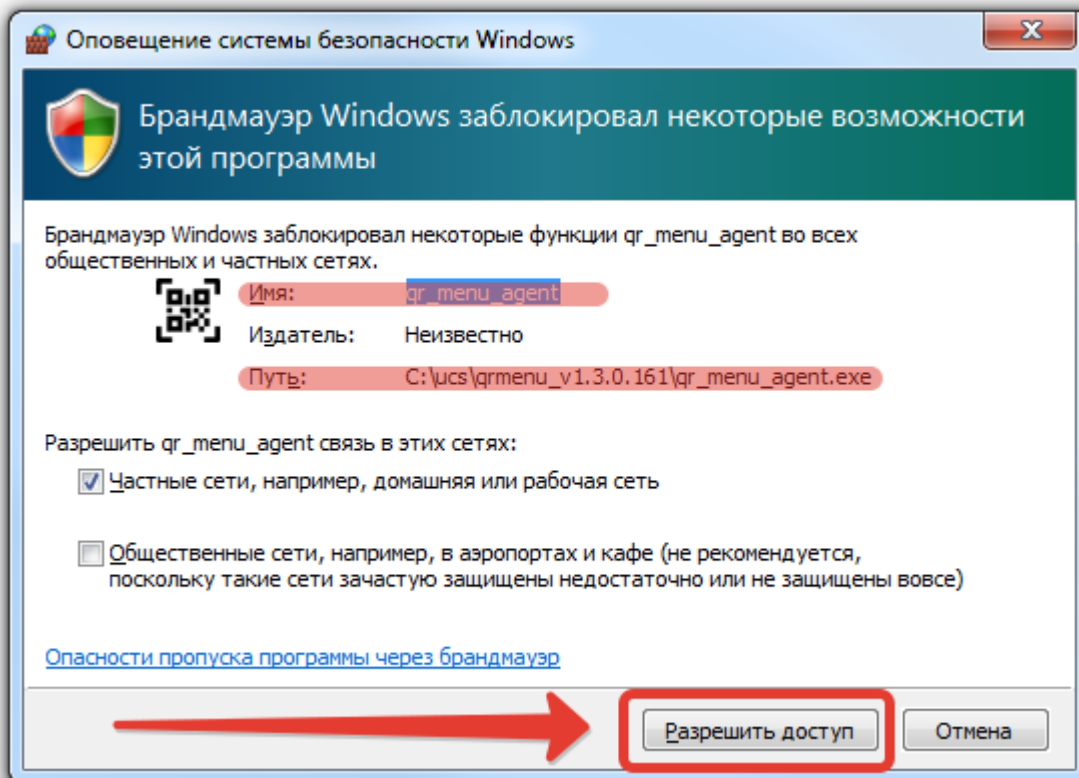 Оповещение системы безопасности Windows
Брандмауэр Windows заблокировал некоторые возможности
этой программы
Брандмауэр Windows заблокировал некоторые функции qr_menu_agent во всех
общественных и частных сетях.
Имя: qr_menu_agent
Издатель: Неизвестно
Путь: C:\ucs\qrmenu_v1.3.0.161\qr_menu_agent.exe
Разрешить qr_menu_agent связь в этих сетях:
Частные сети, например, домашняя или рабочая сеть
Общественные сети, например, в аэропортах и кафе (не рекомендуется,
поскольку такие сети зачастую защищены недостаточно или не защищены вовсе)
Опасности пропуска программы через брандмауэр
Разрешить доступ Отмена